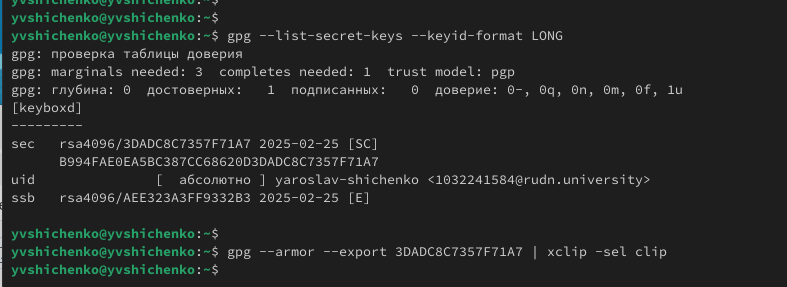 yvshichenko@yvshichenko:~$
yvshichenko@yvshichenko:~$
yvshichenko@yvshichenko:~$ gpg --list-secret-keys --keyid-format LONG
gpg: проверка таблицы доверия
gpg: marginals needed: 3  completes needed: 1  trust model: pgp
gpg: глубина: 0  достоверных:   1  подписанных:   0  доверие: 0-, 0q, 0n, 0m, 0f, 1u
[keyboxd]
---------
sec   rsa4096/3DADC8C7357F71A7 2025-02-25 [SC]
      B994FAE0EA5BC387CC68620D3DADC8C7357F71A7
uid               [  абсолютно ] yaroslav-shichenko <1032241584@rudn.university>
ssb   rsa4096/AEE323A3FF9332B3 2025-02-25 [E]
yvshichenko@yvshichenko:~$
yvshichenko@yvshichenko:~$ gpg --armor --export 3DADC8C7357F71A7 | xclip -sel clip
yvshichenko@yvshichenko:~$